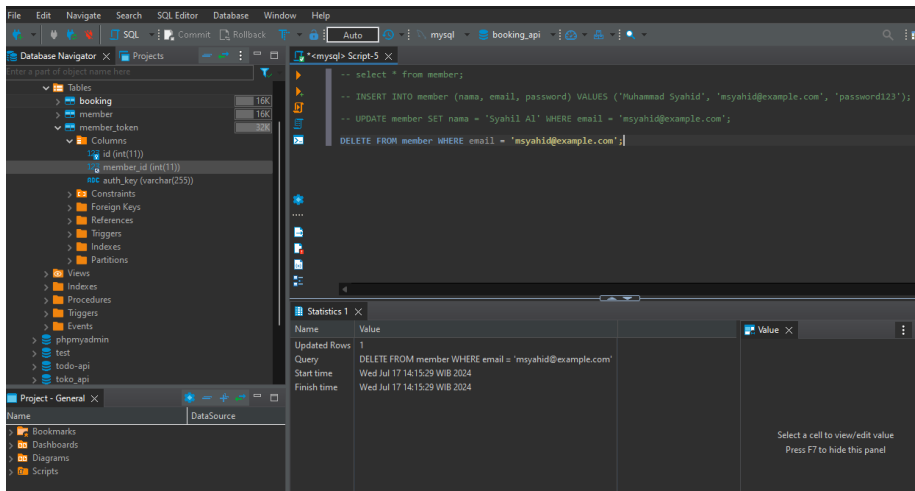 File Edit Navigate Search SQL Editor Database Window Help
SQL Commit Rollback Auto mysql booking_api
Database Navigator Projects
Enter a part of object name here
Tables
booking 16K
member 16K
member_token 32K
Columns
id (int(11))
member_id (int(11))
auth_key (varchar(255))
Constraints
Foreign Keys
References
Triggers
Indexes
Partitions
Views
Indexes
Procedures
Triggers
Events
phpmyadmin
test
todo-api
toko_api
Project - General
Name DataSource
Bookmarks
Dashboards
Diagrams
Scripts
*<mysql> Script-5
-- select * from member;
-- INSERT INTO member (nama, email, password) VALUES ('Muhammad Syahid', 'msyahid@example.com', 'password123');
-- UPDATE member SET nama = 'Syahil Al' WHERE email = 'msyahid@example.com';
DELETE FROM member WHERE email = 'msyahid@example.com';
Statistics 1
Name Value
Updated Rows 1
Query DELETE FROM member WHERE email = 'msyahid@example.com'
Start time Wed Jul 17 14:15:29 WIB 2024
Finish time Wed Jul 17 14:15:29 WIB 2024
Value
Select a cell to view/edit value
Press F7 to hide this panel